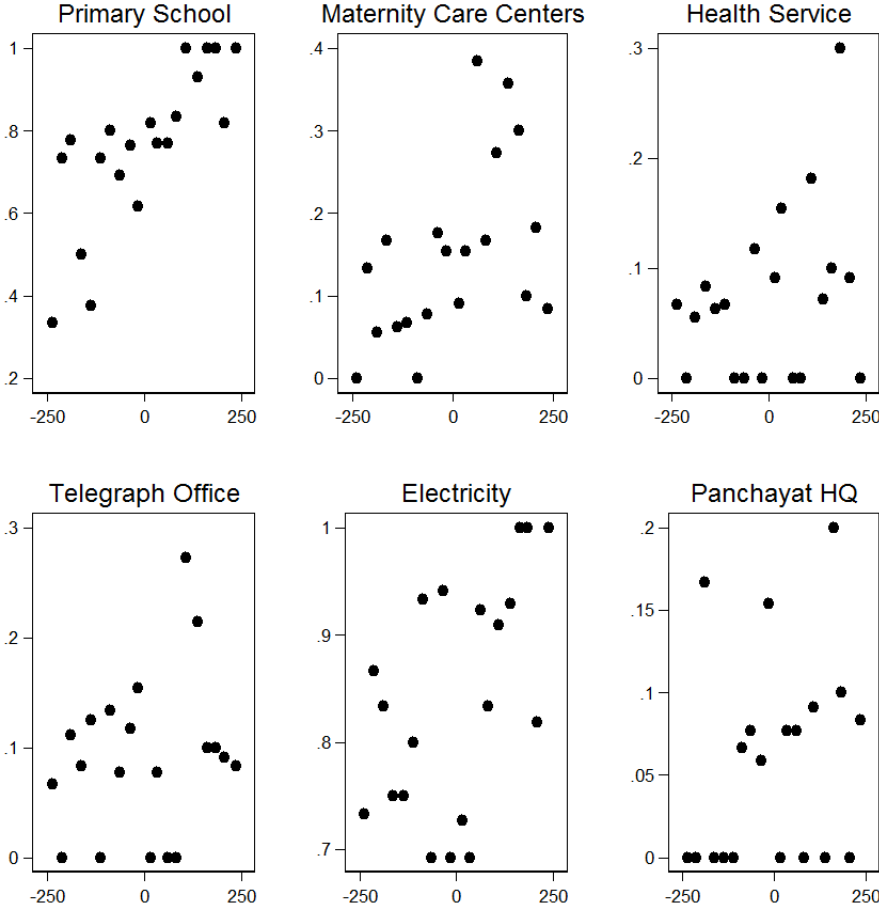 Primary School
Maternity Care Centers
Health Service
1
.8
.6
.4
.2
-250 0 250
.4
.3
.2
.1
0
-250 0 250
.3
.2
.1
0
-250 0 250
Telegraph Office
Electricity
Panchayat HQ
.3
.2
.1
0
-250 0 250
1
.9
.8
.7
-250 0 250
.2
.15
.1
.05
0
-250 0 250